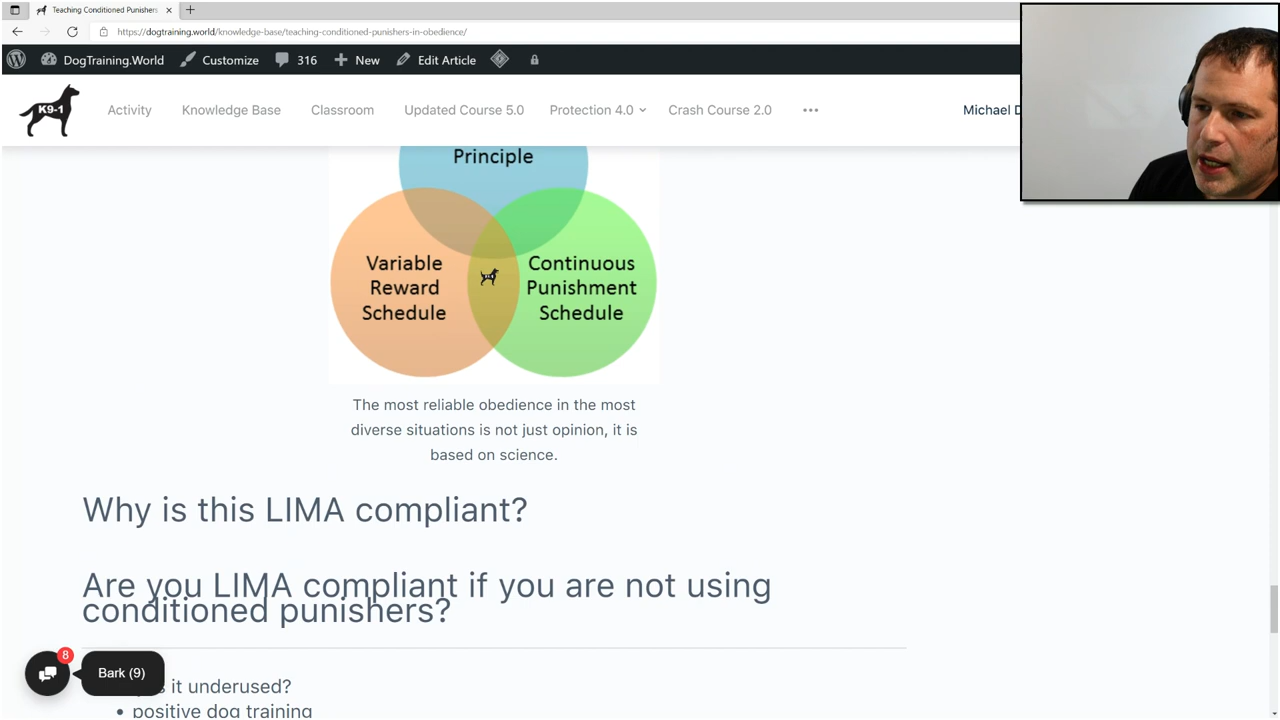 Teaching Conditioned Punishers
https://dogtraining.world/knowledge-base/teaching-conditioned-punishers-in-obedience/
DogTraining.World Customize 316 New Edit Article
K9-1 Activity Knowledge Base Classroom Updated Course 5.0 Protection 4.0 Crash Course 2.0 Michael D
Principle
Variable
Reward
Schedule
Continuous
Punishment
Schedule
The most reliable obedience in the most
diverse situations is not just opinion, it is
based on science.
Why is this LIMA compliant?
Are you LIMA compliant if you are not using
conditioned punishers?
8
Bark (9)
it underused?
• positive dog training